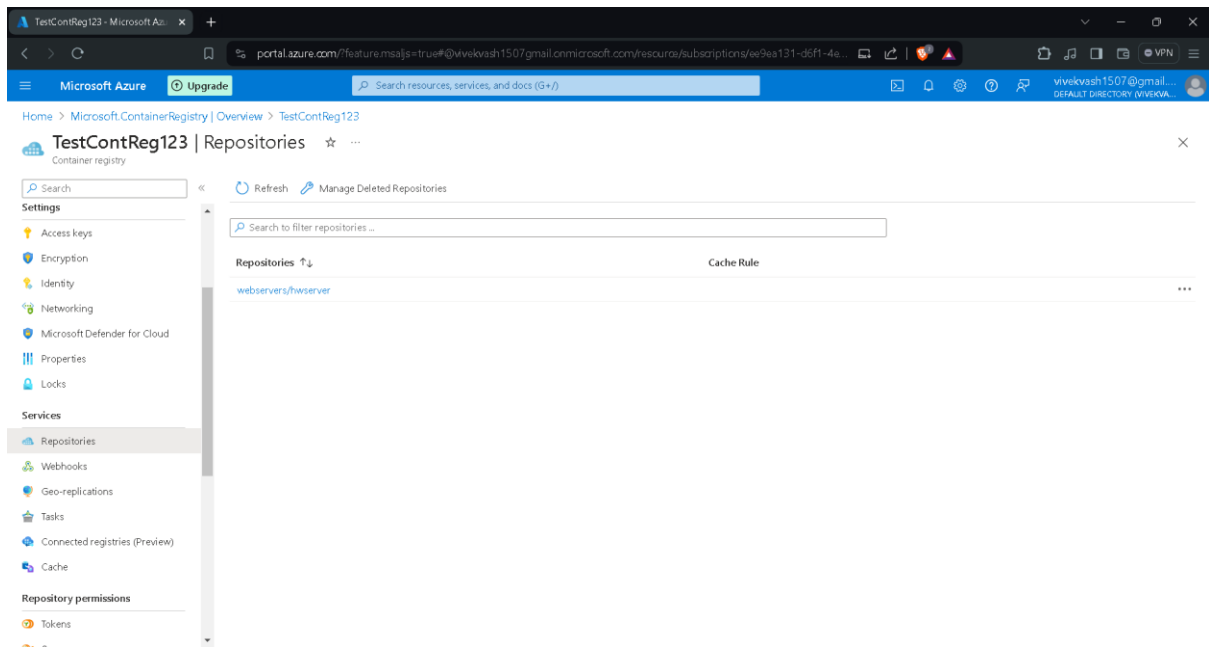 TestContReg123 - Microsoft Az
portal.azure.com/?feature.msaljs=true#@vivekvash1507gmail.onmicrosoft.com/resource/subscriptions/ee9ea131-d6f1-4e...
VPN
Microsoft Azure
Upgrade
Search resources, services, and docs (G+/)
vivekvash1507@gmail....
DEFAULT DIRECTORY (VIVEKVA...
Home > Microsoft.ContainerRegistry | Overview > TestContReg123
TestContReg123 | Repositories
Container registry
Search
Refresh
Manage Deleted Repositories
Settings
Access keys
Encryption
Identity
Networking
Microsoft Defender for Cloud
Properties
Locks
Services
Repositories
Webhooks
Geo-replications
Tasks
Connected registries (Preview)
Cache
Repository permissions
Tokens
Search to filter repositories ...
Repositories ↑↓
Cache Rule
webservers/hwserver